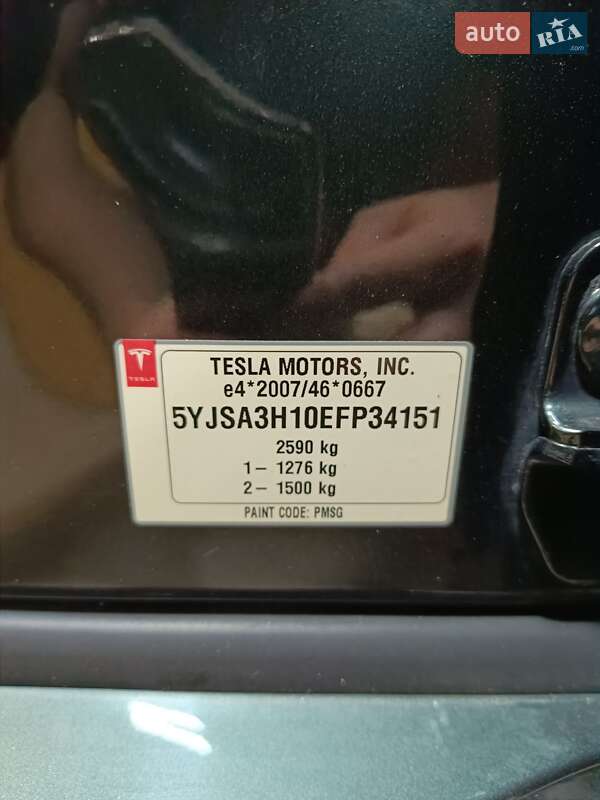 auto RIA.com
TESLA
TESLA MOTORS, INC.
e4*2007/46*0667
5YJSA3H10EFP34151
2590 kg
1– 1276 kg
2– 1500 kg
PAINT CODE: PMSG